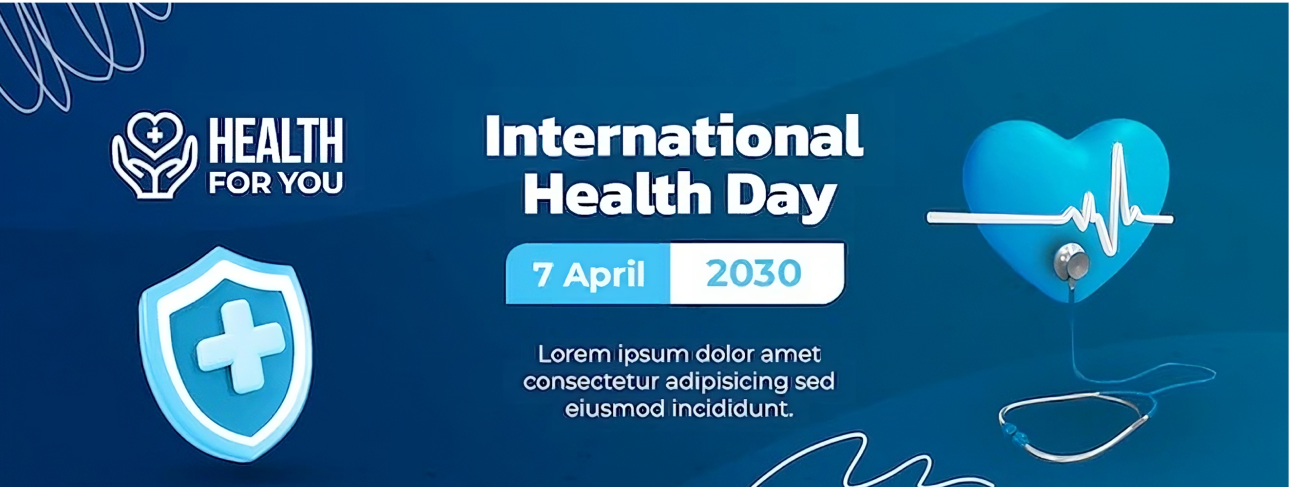 HEALTH
FOR YOU
International
Health Day
7 April 2030
Lorem ipsum dolor amet
consectetur adipisicing sed
eiusmod incididunt.